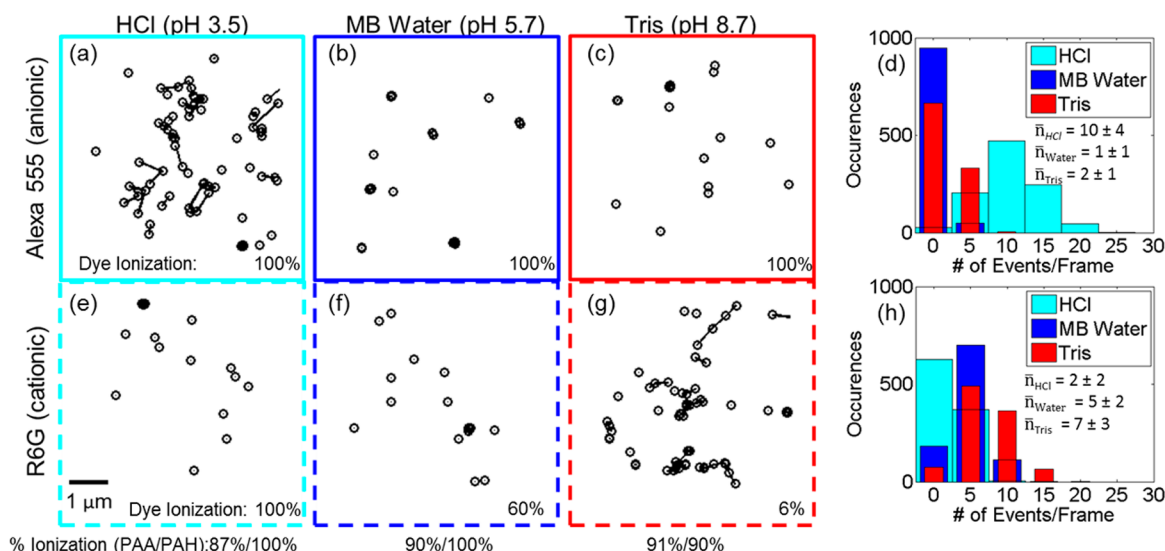 HCl (pH 3.5) MB Water (pH 5.7) Tris (pH 8.7)
Alexa 555 (anionic)
(a)
Dye Ionization: 100%
(b)
100%
(c)
100%
(d)
1000
500
0
Occurences
HCl
MB Water
Tris
n̅HCl = 10 ± 4
n̅Water = 1 ± 1
n̅Tris = 2 ± 1
0 5 10 15 20 25 30
# of Events/Frame
R6G (cationic)
(e)
1 µm
Dye Ionization: 100%
(f)
60%
(g)
6%
(h)
1000
500
0
Occurences
HCl
MB Water
Tris
n̅HCl = 2 ± 2
n̅Water = 5 ± 2
n̅Tris = 7 ± 3
0 5 10 15 20 25 30
# of Events/Frame
% Ionization (PAA/PAH):87%/100% 90%/100% 91%/90%